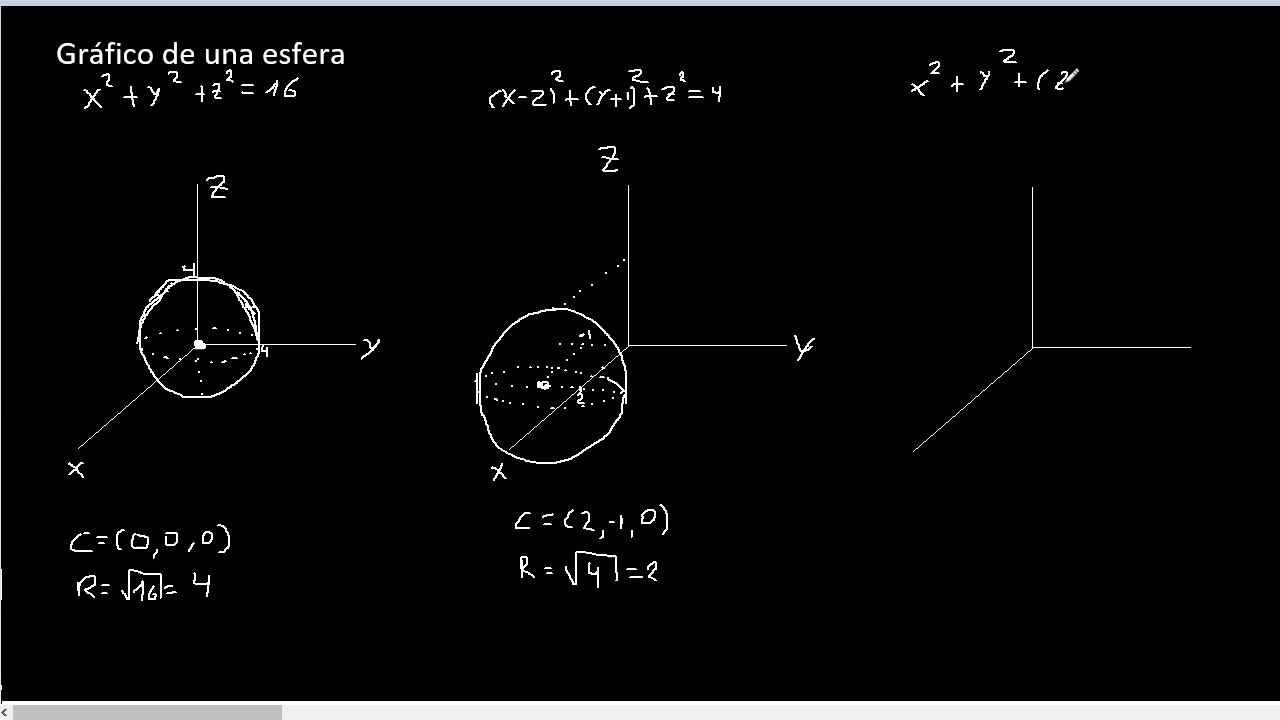 Gráfico de una esfera
x² + y² + z² = 16
(x-2)² + (y+1)² + z² = 4
x² + y² + (z
Z
4
4
y
x
C = (0, 0, 0)
R = √16 = 4
Z
-1
2
y
x
C = (2, -1, 0)
R = √4 = 2